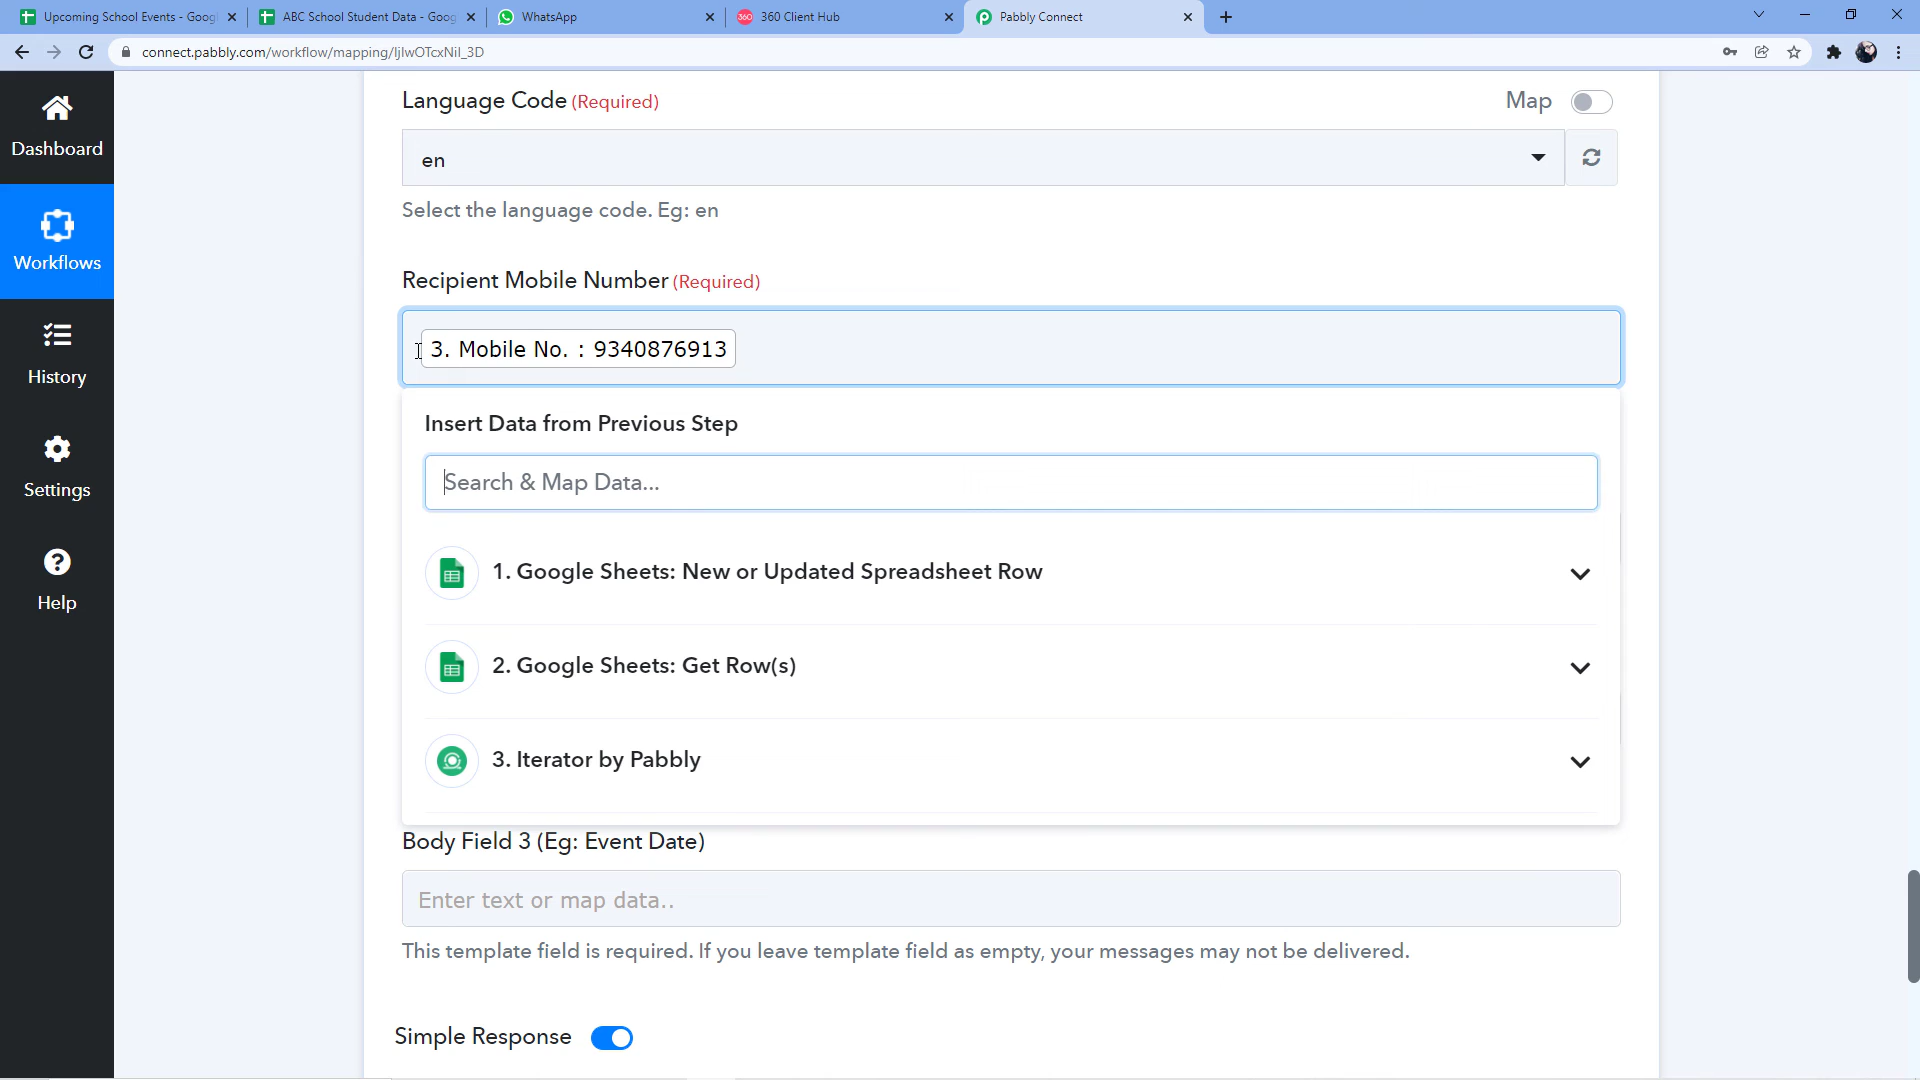 Upcoming School Events - Goog
ABC School Student Data - Goog
WhatsApp
360
360 Client Hub
Pabbly Connect
connect.pabbly.com/workflow/mapping/IjIwOTcxNiI_3D
Dashboard
Workflows
History
Settings
Help
Language Code (Required)
Map
en
Select the language code. Eg: en
Recipient Mobile Number (Required)
3. Mobile No. : 9340876913
Insert Data from Previous Step
Search & Map Data...
1. Google Sheets: New or Updated Spreadsheet Row
2. Google Sheets: Get Row(s)
3. Iterator by Pabbly
Body Field 3 (Eg: Event Date)
Enter text or map data..
This template field is required. If you leave template field as empty, your messages may not be delivered.
Simple Response